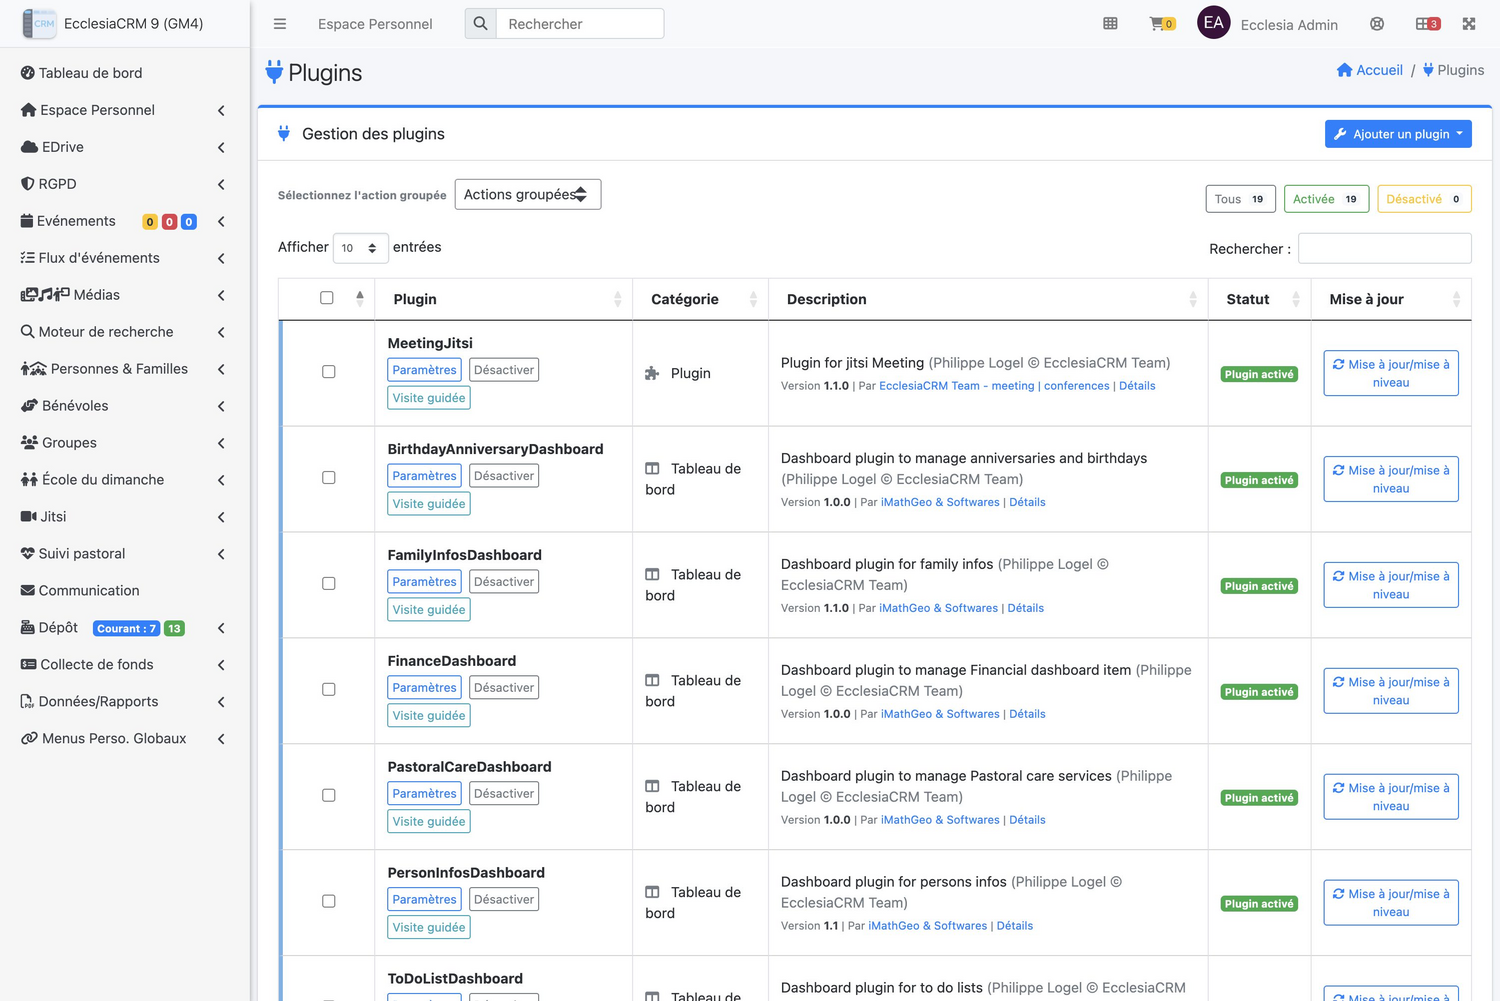 CRM EcclesiaCRM 9 (GM4)
Espace Personnel
Rechercher
0
EA Ecclesia Admin
3
Tableau de bord
Espace Personnel
EDrive
RGPD
Evénements 0 0 0
Flux d'événements
Médias
Moteur de recherche
Personnes & Familles
Bénévoles
Groupes
École du dimanche
Jitsi
Suivi pastoral
Communication
Dépôt Courant : 7 13
Collecte de fonds
Données/Rapports
Menus Perso. Globaux
Plugins
Accueil / Plugins
Gestion des plugins
Ajouter un plugin
Sélectionnez l'action groupée Actions groupées
Tous 19 Activée 19 Désactivé 0
Afficher 10 entrées
Rechercher :
Plugin Catégorie Description Statut Mise à jour
MeetingJitsi
Paramètres Désactiver
Visite guidée
Plugin
Plugin for jitsi Meeting (Philippe Logel © EcclesiaCRM Team)
Version 1.1.0 | Par EcclesiaCRM Team - meeting | conferences | Détails
Plugin activé
Mise à jour/mise à
niveau
BirthdayAnniversaryDashboard
Paramètres Désactiver
Visite guidée
Tableau de
bord
Dashboard plugin to manage anniversaries and birthdays
(Philippe Logel © EcclesiaCRM Team)
Version 1.0.0 | Par iMathGeo & Softwares | Détails
Plugin activé
Mise à jour/mise à
niveau
FamilyInfosDashboard
Paramètres Désactiver
Visite guidée
Tableau de
bord
Dashboard plugin for family infos (Philippe Logel ©
EcclesiaCRM Team)
Version 1.1.0 | Par iMathGeo & Softwares | Détails
Plugin activé
Mise à jour/mise à
niveau
FinanceDashboard
Paramètres Désactiver
Visite guidée
Tableau de
bord
Dashboard plugin to manage Financial dashboard item (Philippe
Logel © EcclesiaCRM Team)
Version 1.0.0 | Par iMathGeo & Softwares | Détails
Plugin activé
Mise à jour/mise à
niveau
PastoralCareDashboard
Paramètres Désactiver
Visite guidée
Tableau de
bord
Dashboard plugin to manage Pastoral care services (Philippe
Logel © EcclesiaCRM Team)
Version 1.0.0 | Par iMathGeo & Softwares | Détails
Plugin activé
Mise à jour/mise à
niveau
PersonInfosDashboard
Paramètres Désactiver
Visite guidée
Tableau de
bord
Dashboard plugin for persons infos (Philippe Logel ©
EcclesiaCRM Team)
Version 1.1 | Par iMathGeo & Softwares | Détails
Plugin activé
Mise à jour/mise à
niveau
ToDoListDashboard
Paramètres Désactiver
Tableau de
Dashboard plugin for to do lists (Philippe Logel © EcclesiaCRM
Mise à jour/mise à